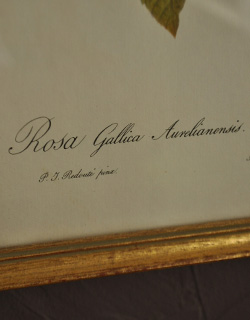 Rosa Gallica Aurelianensis.
P. J. Redouté pinx.